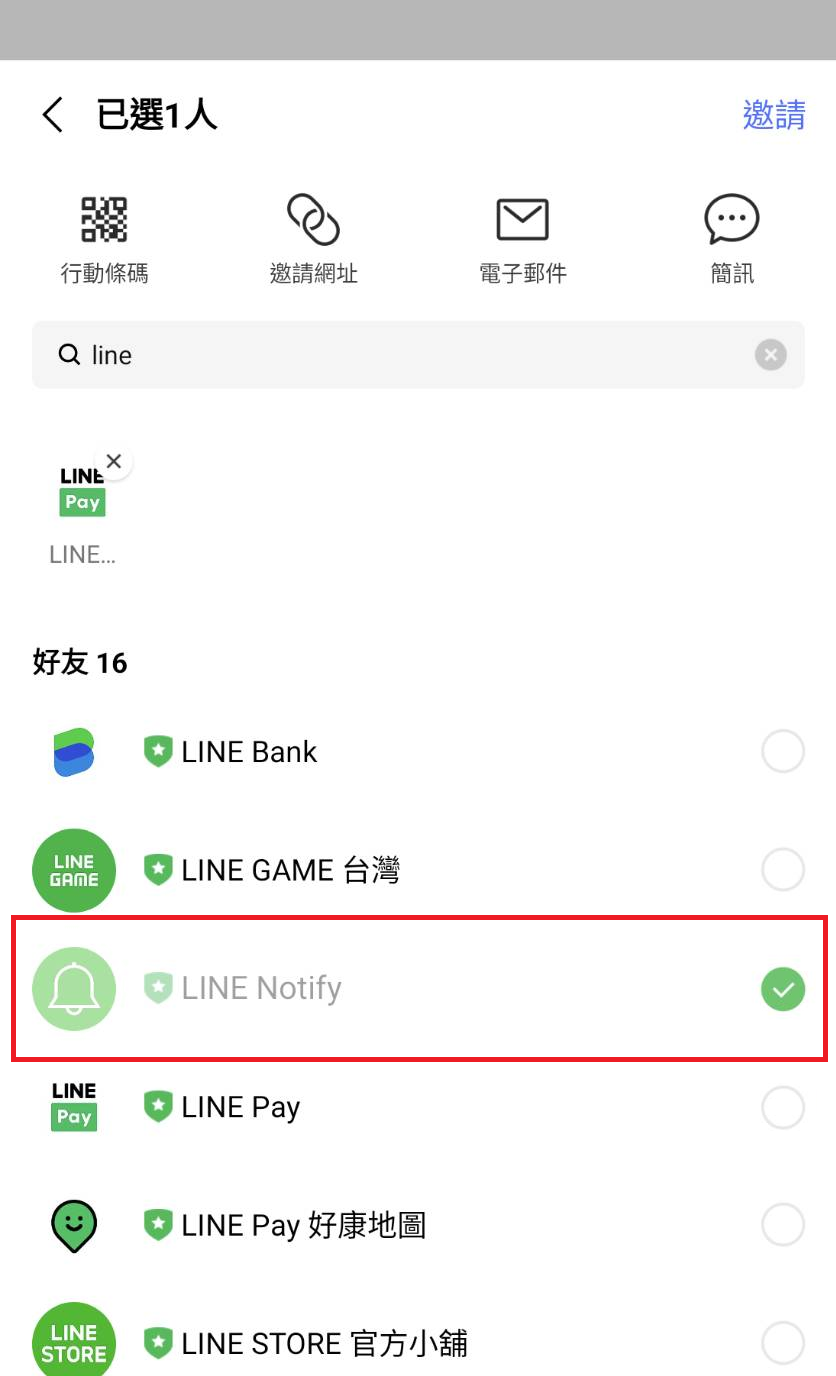 已選1人
邀請
行動條碼
邀請網址
電子郵件
簡訊
line
LINE
Pay
LINE...
好友 16
LINE Bank
LINE
GAME
LINE GAME 台灣
LINE Notify
LINE
Pay
LINE Pay
LINE Pay 好康地圖
LINE
STORE
LINE STORE 官方小舖